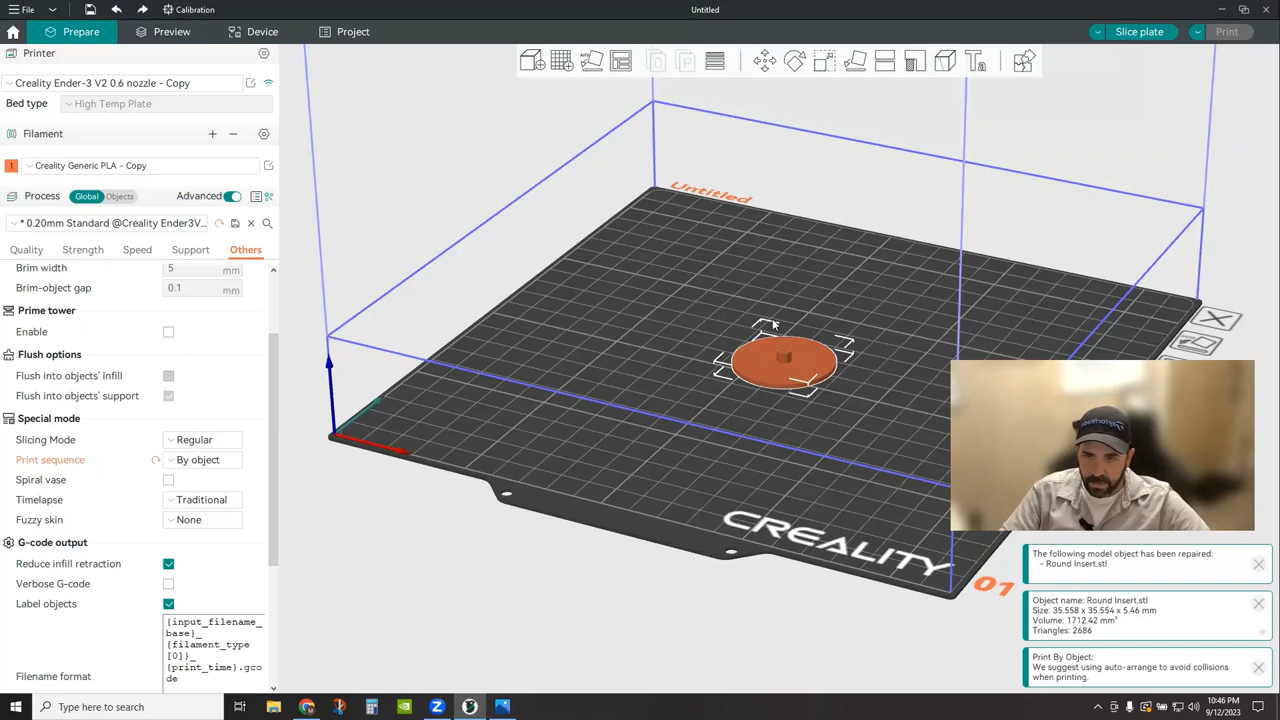 File
Calibration
Untitled
Prepare
Preview
Device
Project
Slice plate
Print
Printer
Creality Ender-3 V2 0.6 nozzle - Copy
Bed type
High Temp Plate
Filament
1
Creality Generic PLA - Copy
Process
Global
Objects
Advanced
* 0.20mm Standard @Creality Ender3V...
Quality
Strength
Speed
Support
Others
Brim width
5
mm
Brim-object gap
0.1
mm
Prime tower
Enable
Flush options
Flush into objects' infill
Flush into objects' support
Special mode
Slicing Mode
Regular
Print sequence
By object
Spiral vase
Timelapse
Traditional
Fuzzy skin
None
G-code output
Reduce infill retraction
Verbose G-code
Label objects
{input_filename_
base}_
{filament_type
[0]}_
{print_time}.gco
de
Filename format
Untitled
CREALITY
01
The following model object has been repaired:
- Round Insert.stl
Object name: Round Insert.stl
Size: 35.558 x 35.554 x 5.46 mm
Volume: 1712.42 mm³
Triangles: 2686
Print By Object:
We suggest using auto-arrange to avoid collisions
when printing.
Type here to search
10:46 PM
9/12/2023